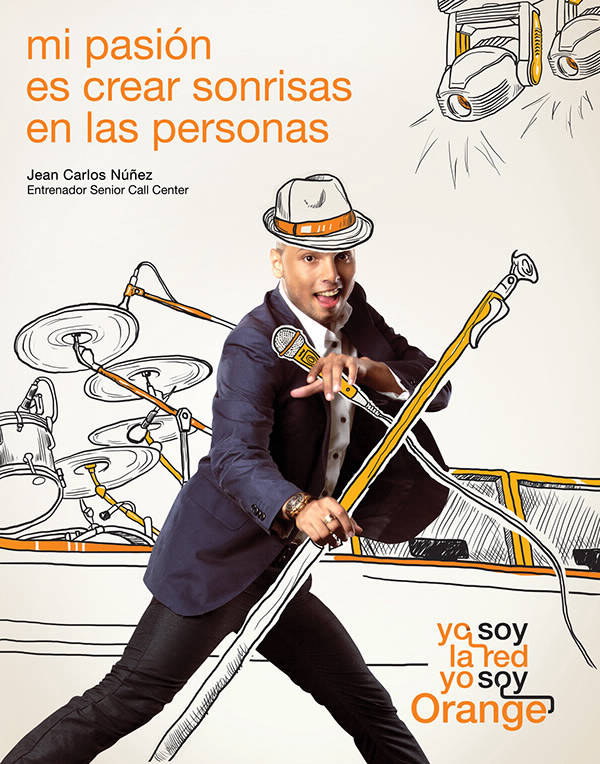 mi pasión
es crear sonrisas
en las personas
Jean Carlos Núñez
Entrenador Senior Call Center
yo soy
la red
yo soy
Orange